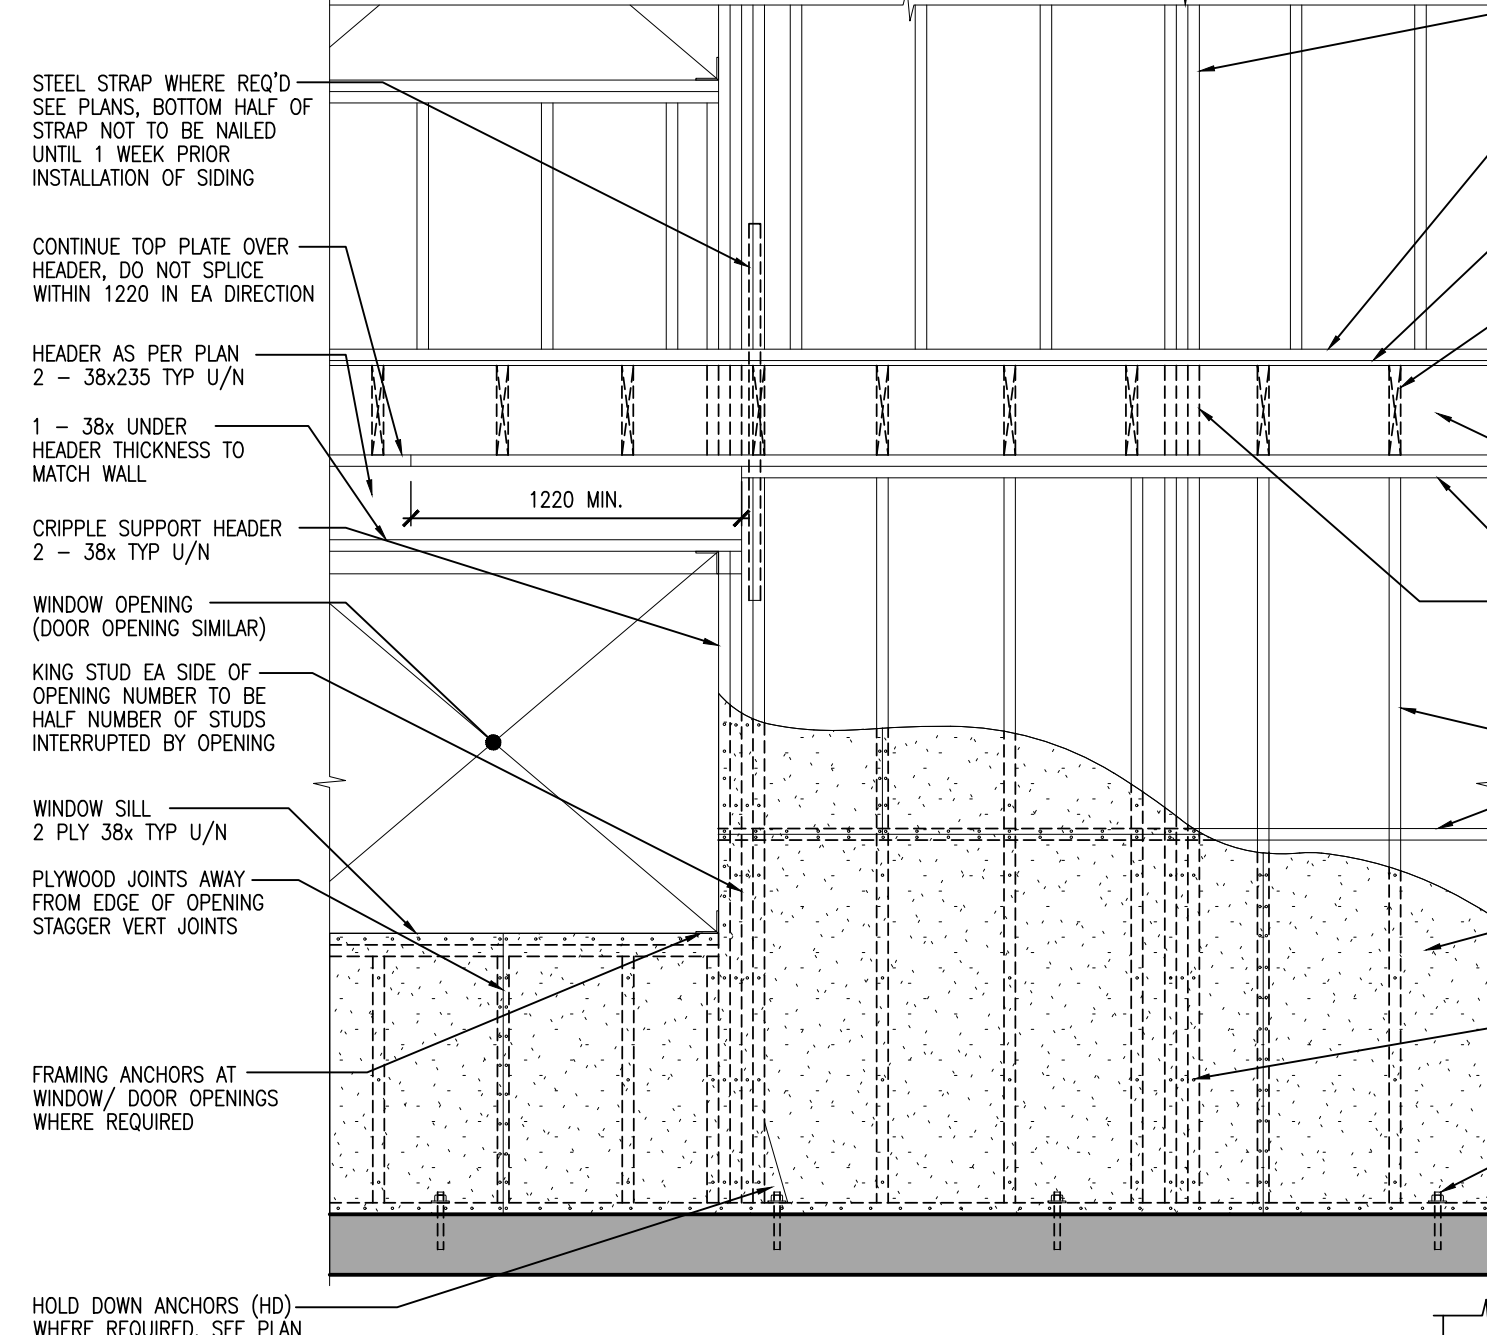 STEEL STRAP WHERE REQ'D
SEE PLANS, BOTTOM HALF OF
STRAP NOT TO BE NAILED
UNTIL 1 WEEK PRIOR
INSTALLATION OF SIDING
CONTINUE TOP PLATE OVER
HEADER, DO NOT SPLICE
WITHIN 1220 IN EA DIRECTION
HEADER AS PER PLAN
2 – 38x235 TYP U/N
1 – 38x UNDER
HEADER THICKNESS TO
MATCH WALL
1220 MIN.
CRIPPLE SUPPORT HEADER
2 – 38x TYP U/N
WINDOW OPENING
(DOOR OPENING SIMILAR)
KING STUD EA SIDE OF
OPENING NUMBER TO BE
HALF NUMBER OF STUDS
INTERRUPTED BY OPENING
WINDOW SILL
2 PLY 38x TYP U/N
PLYWOOD JOINTS AWAY
FROM EDGE OF OPENING
STAGGER VERT JOINTS
FRAMING ANCHORS AT
WINDOW/ DOOR OPENINGS
WHERE REQUIRED
HOLD DOWN ANCHORS (HD)
WHERE REQUIRED, SEE PLAN